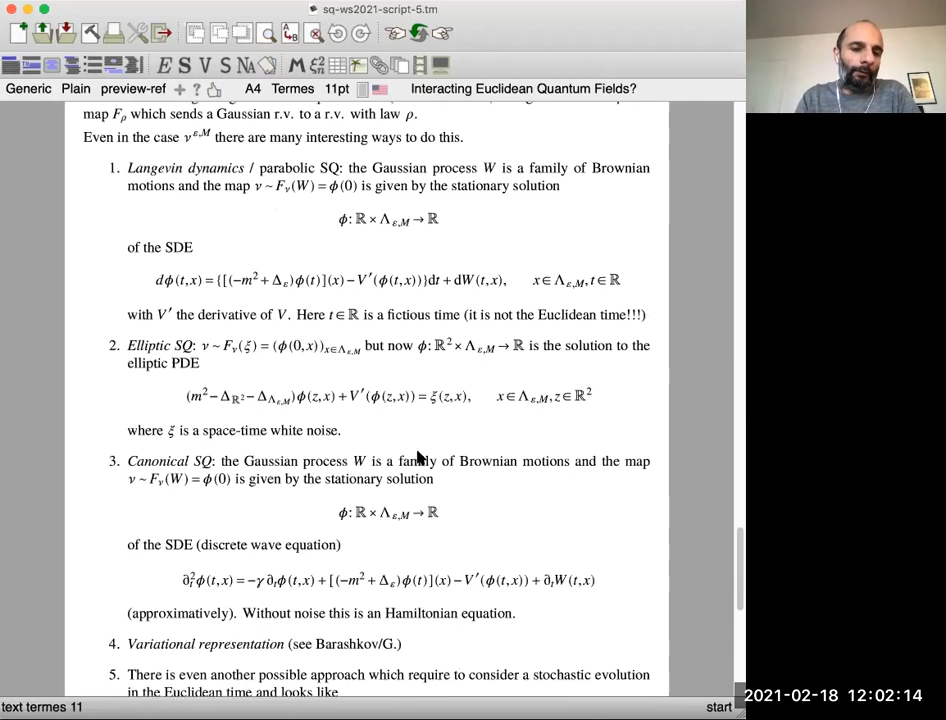 sq-ws2021-script-5.tm
E S V S NA
Generic Plain preview-ref A4 Termes 11pt Interacting Euclidean Quantum Fields?
map F_ρ which sends a Gaussian r.v. to a r.v. with law ρ.
Even in the case ν^{ε,M} there are many interesting ways to do this.
1. Langevin dynamics / parabolic SQ: the Gaussian process W is a family of Brownian
motions and the map ν ~ F_ν(W) = ϕ(0) is given by the stationary solution
ϕ: ℝ × Λ_{ε,M} → ℝ
of the SDE
dϕ(t,x) = {[(−m² + Δ_ε)ϕ(t)](x) − V′(ϕ(t,x))}dt + dW(t,x), x ∈ Λ_{ε,M}, t ∈ ℝ
with V′ the derivative of V. Here t ∈ ℝ is a fictious time (it is not the Euclidean time!!!)
2. Elliptic SQ: ν ~ F_ν(ξ) = (ϕ(0,x))_{x∈Λ_{ε,M}} but now ϕ: ℝ² × Λ_{ε,M} → ℝ is the solution to the
elliptic PDE
(m² − Δ_{ℝ²} − Δ_{Λ_{ε,M}})ϕ(z,x) + V′(ϕ(z,x)) = ξ(z,x), x ∈ Λ_{ε,M}, z ∈ ℝ²
where ξ is a space-time white noise.
3. Canonical SQ: the Gaussian process W is a family of Brownian motions and the map
ν ~ F_ν(W) = ϕ(0) is given by the stationary solution
ϕ: ℝ × Λ_{ε,M} → ℝ
of the SDE (discrete wave equation)
∂_t²ϕ(t,x) = −γ ∂_tϕ(t,x) + [(−m² + Δ_ε)ϕ(t)](x) − V′(ϕ(t,x)) + ∂_tW(t,x)
(approximatively). Without noise this is an Hamiltonian equation.
4. Variational representation (see Barashkov/G.)
5. There is even another possible approach which require to consider a stochastic evolution
in the Euclidean time and looks like
text termes 11 start
2021-02-18 12:02:14